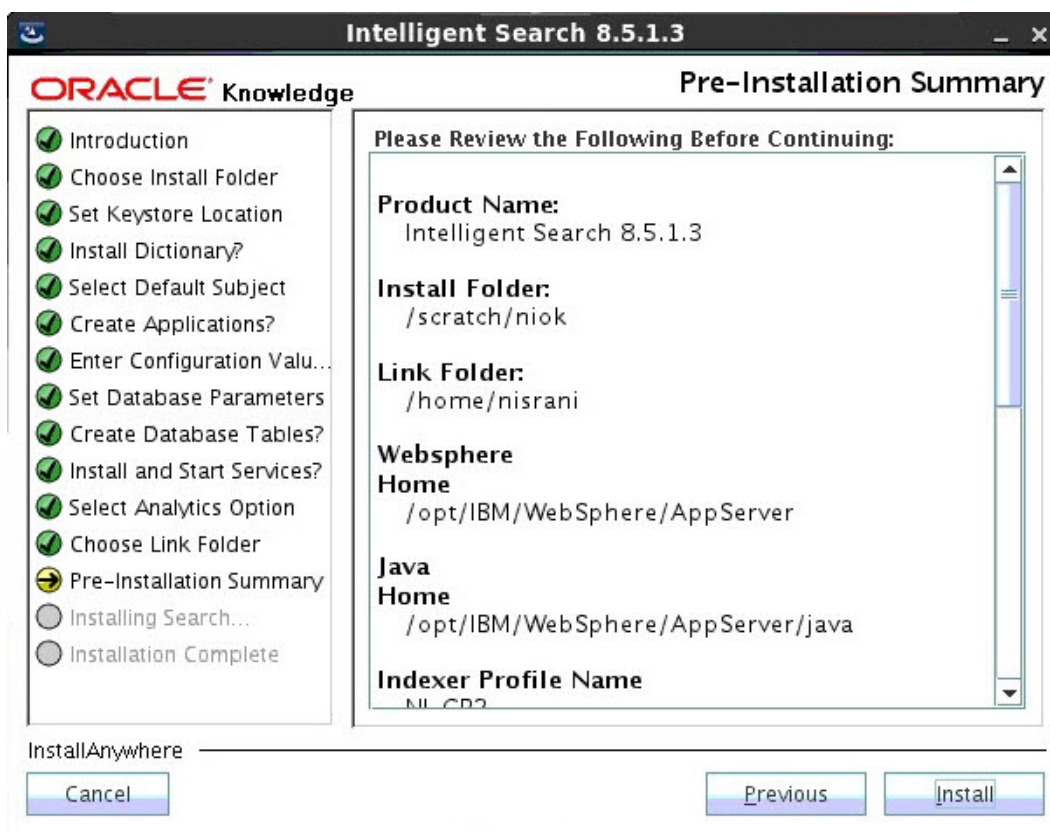 Intelligent Search 8.5.1.3
ORACLE Knowledge
Pre-Installation Summary
Introduction
Choose Install Folder
Set Keystore Location
Install Dictionary?
Select Default Subject
Create Applications?
Enter Configuration Valu...
Set Database Parameters
Create Database Tables?
Install and Start Services?
Select Analytics Option
Choose Link Folder
Pre-Installation Summary
Installing Search...
Installation Complete
Please Review the Following Before Continuing:
Product Name:
Intelligent Search 8.5.1.3
Install Folder:
/scratch/niok
Link Folder:
/home/nisrani
Websphere
Home
/opt/IBM/WebSphere/AppServer
Java
Home
/opt/IBM/WebSphere/AppServer/java
Indexer Profile Name
InstallAnywhere
Cancel
Previous
Install